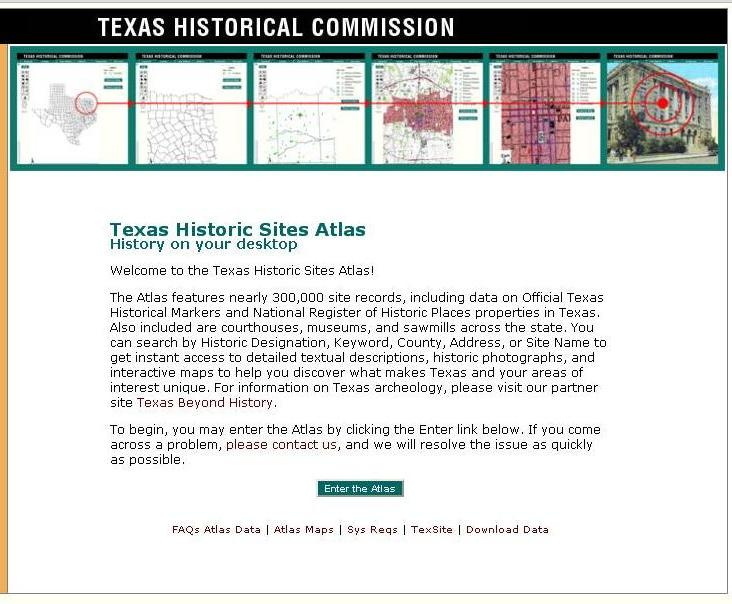 TEXAS HISTORICAL COMMISSION
Texas Historic Sites Atlas
History on your desktop
Welcome to the Texas Historic Sites Atlas!
The Atlas features nearly 300,000 site records, including data on Official Texas
Historical Markers and National Register of Historic Places properties in Texas.
Also included are courthouses, museums, and sawmills across the state. You
can search by Historic Designation, Keyword, County, Address, or Site Name to
get instant access to detailed textual descriptions, historic photographs, and
interactive maps to help you discover what makes Texas and your areas of
interest unique. For information on Texas archeology, please visit our partner
site Texas Beyond History.
To begin, you may enter the Atlas by clicking the Enter link below. If you come
across a problem, please contact us, and we will resolve the issue as quickly
as possible.
Enter the Atlas
FAQs Atlas Data | Atlas Maps | Sys Reqs | TexSite | Download Data